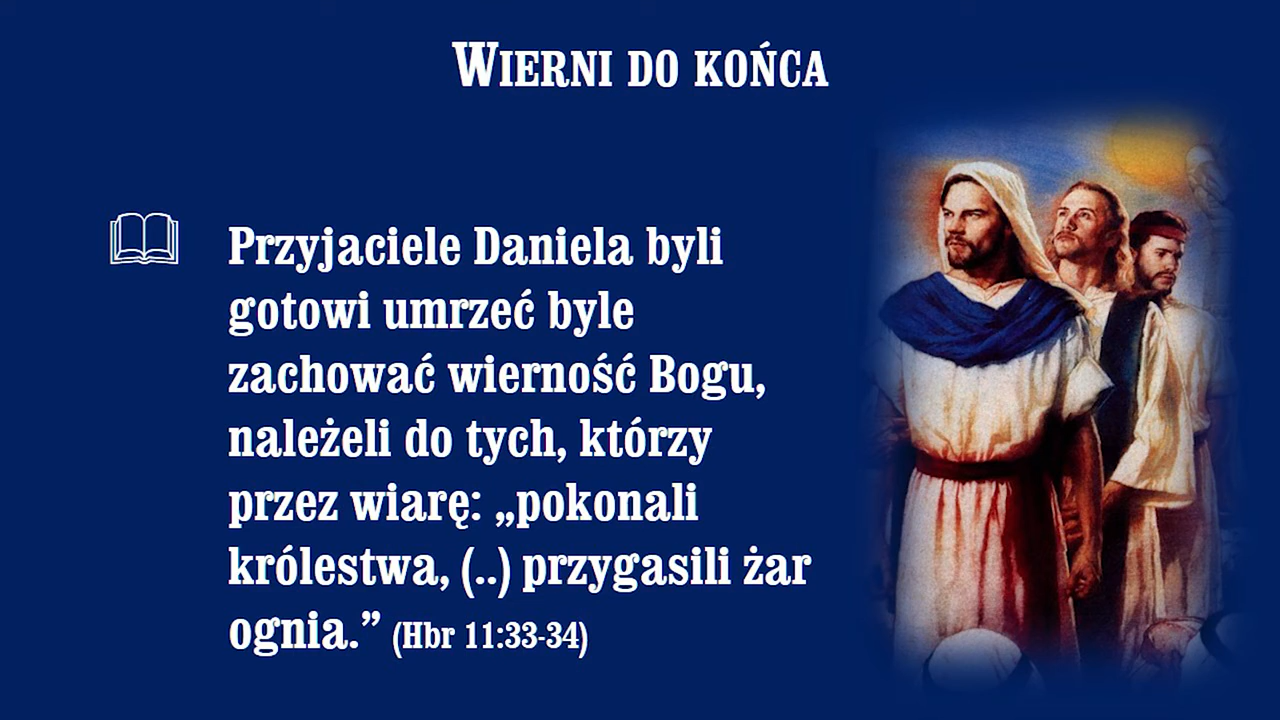 WIERNI DO KOŃCA
Przyjaciele Daniela byli
gotowi umrzeć byle
zachować wierność Bogu,
należeli do tych, którzy
przez wiarę: „pokonali
królestwa, (..) przygasili żar
ognia.” (Hbr 11:33-34)